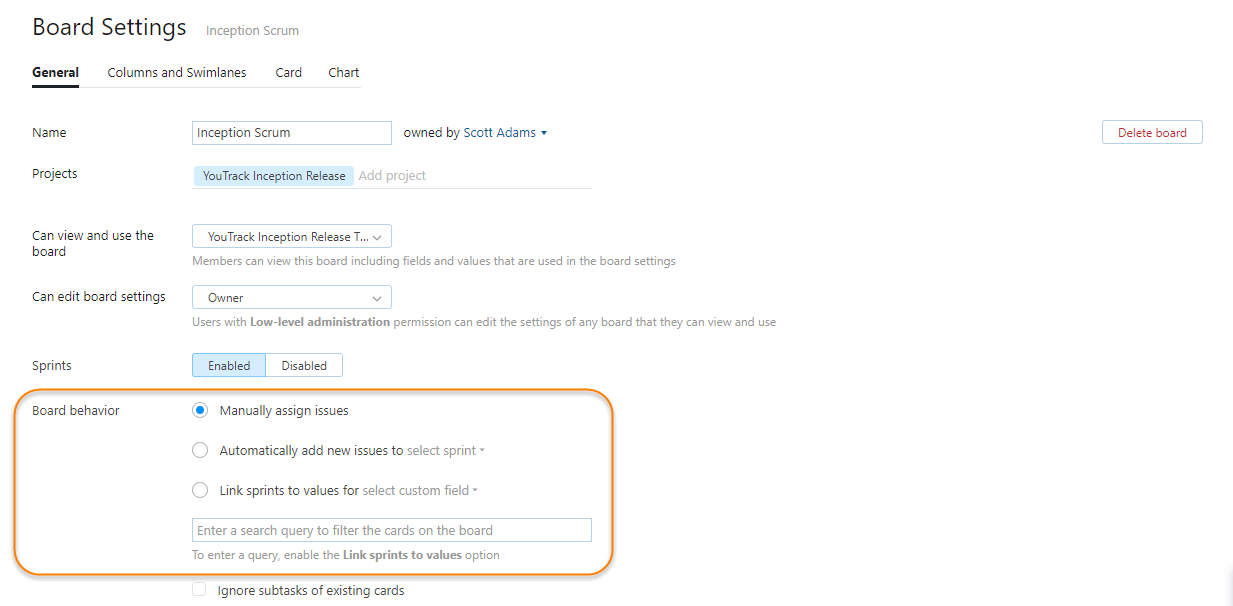 Board Settings Inception Scrum
General Columns and Swimlanes Card Chart
Name Inception Scrum owned by Scott Adams Delete board
Projects YouTrack Inception Release Add project
Can view and use the
board
YouTrack Inception Release T...
Members can view this board including fields and values that are used in the board settings
Can edit board settings Owner
Users with Low-level administration permission can edit the settings of any board that they can view and use
Sprints Enabled Disabled
Board behavior Manually assign issues
Automatically add new issues to select sprint
Link sprints to values for select custom field
Enter a search query to filter the cards on the board
To enter a query, enable the Link sprints to values option
Ignore subtasks of existing cards